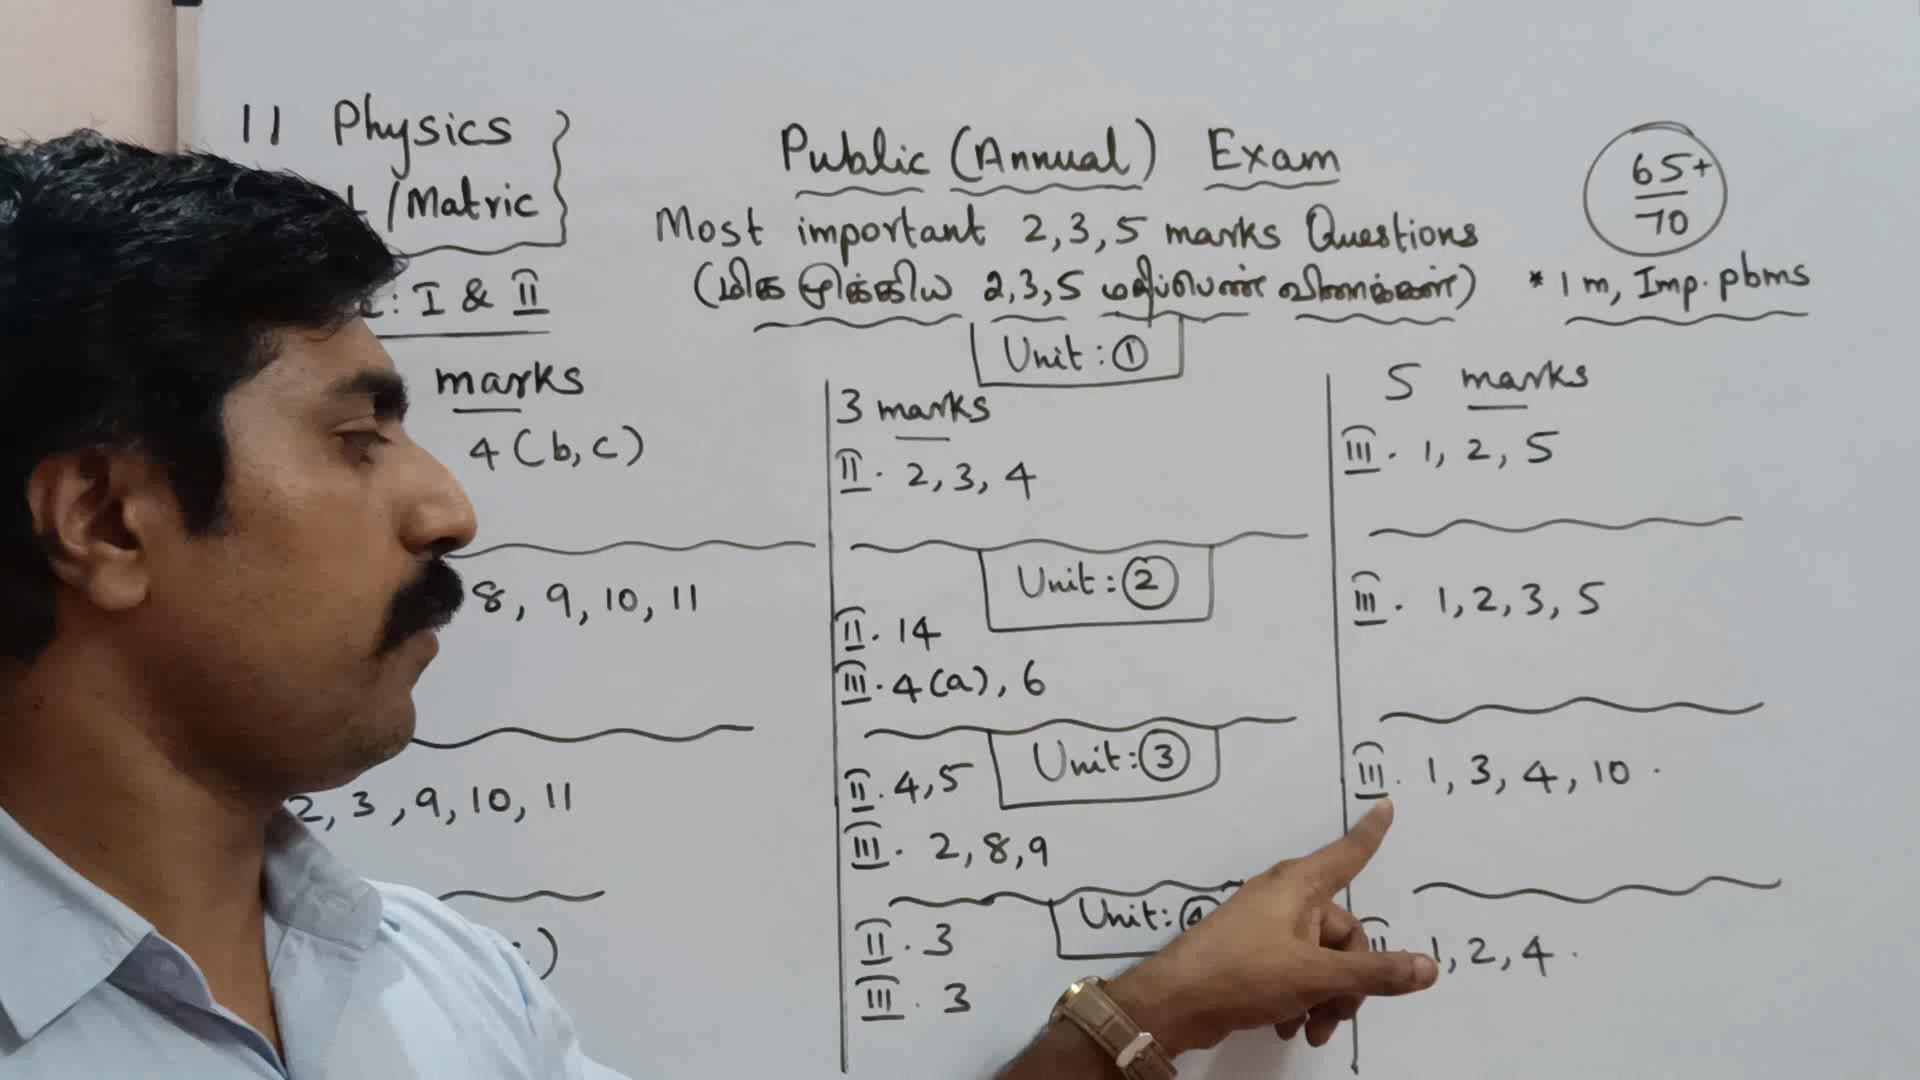 11 Physics
/Matric
: I & II
Public (Annual) Exam
Most important 2,3,5 marks Questions
(மிக முக்கிய 2,3,5 மதிப்பெண் வினாக்கள்)
65+
70
* 1 m, Imp. pbms
Unit: 1
marks
4 (b, c)
3 marks
II. 2, 3, 4
5 marks
III. 1, 2, 5
Unit: 2
8, 9, 10, 11
II. 14
III. 4(a), 6
III. 1, 2, 3, 5
Unit: 3
2, 3, 9, 10, 11
II. 4, 5
III. 2, 8, 9
III. 1, 3, 4, 10.
Unit: 4
)
II. 3
III. 3
1, 2, 4.